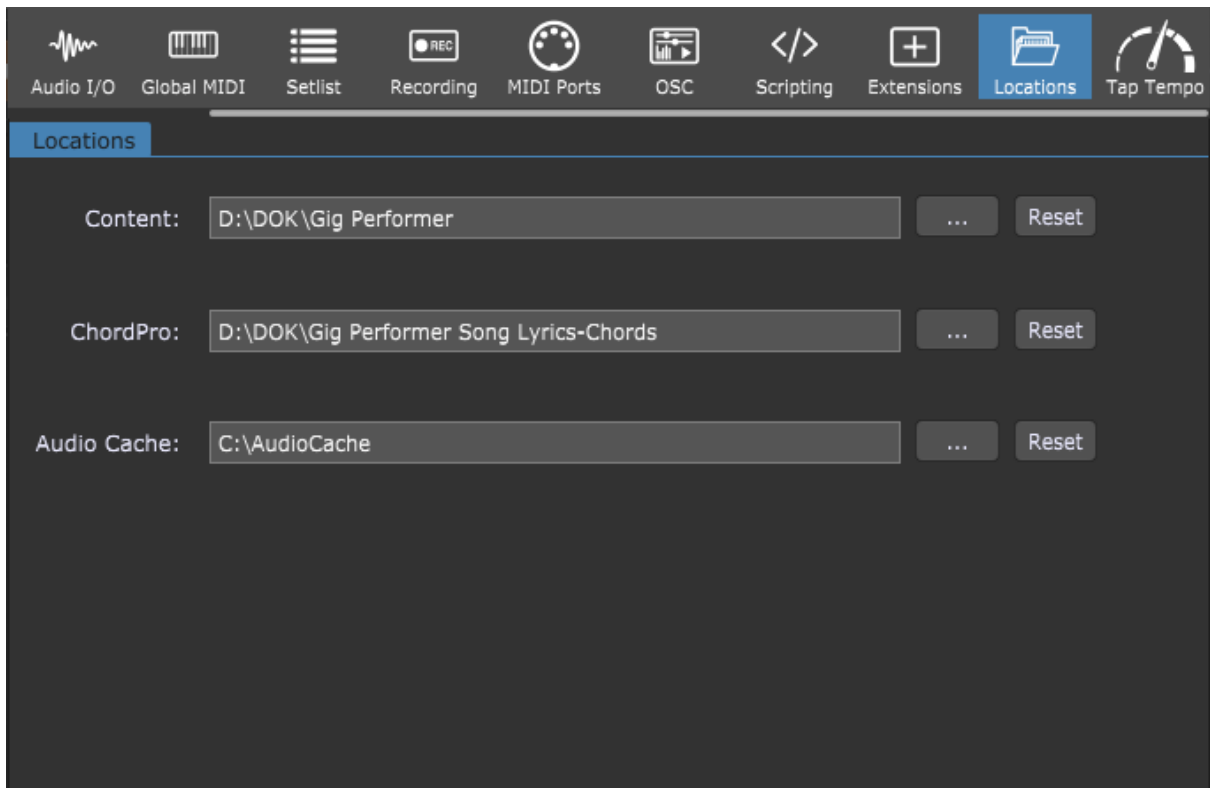 REC
Audio I/O Global MIDI Setlist Recording MIDI Ports OSC Scripting Extensions Locations Tap Tempo
Locations
Content: D:\DOK\Gig Performer ... Reset
ChordPro: D:\DOK\Gig Performer Song Lyrics-Chords ... Reset
Audio Cache: C:\AudioCache ... Reset